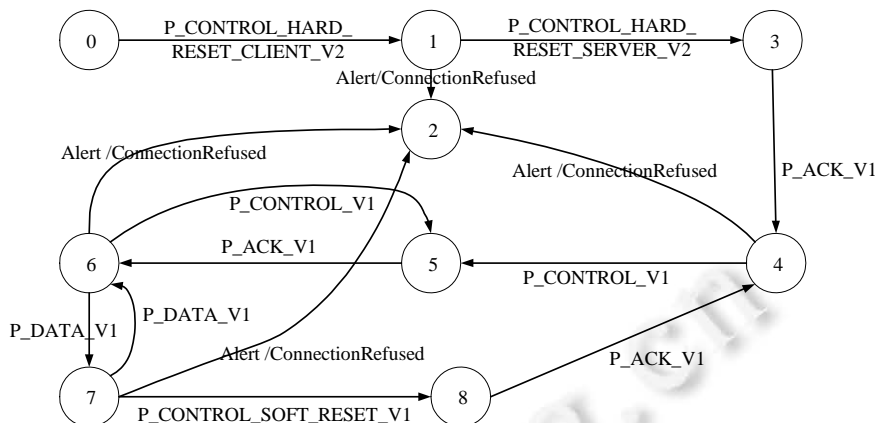 0
P_CONTROL_HARD_
RESET_CLIENT_V2
1
P_CONTROL_HARD_
RESET_SERVER_V2
3
Alert/ConnectionRefused
2
Alert /ConnectionRefused
Alert /ConnectionRefused
P_ACK_V1
P_CONTROL_V1
P_ACK_V1
6
5
P_CONTROL_V1
4
P_DATA_V1
P_DATA_V1
Alert /ConnectionRefused
P_ACK_V1
7
P_CONTROL_SOFT_RESET_V1
8